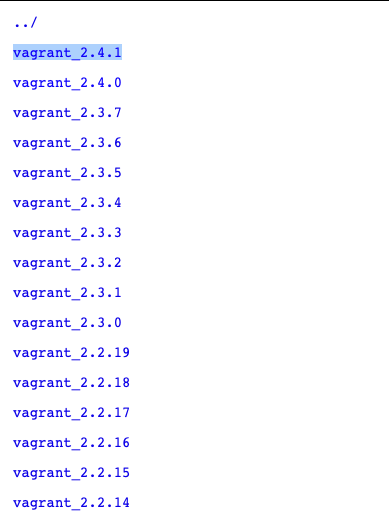 ../
vagrant_2.4.1
vagrant_2.4.0
vagrant_2.3.7
vagrant_2.3.6
vagrant_2.3.5
vagrant_2.3.4
vagrant_2.3.3
vagrant_2.3.2
vagrant_2.3.1
vagrant_2.3.0
vagrant_2.2.19
vagrant_2.2.18
vagrant_2.2.17
vagrant_2.2.16
vagrant_2.2.15
vagrant_2.2.14